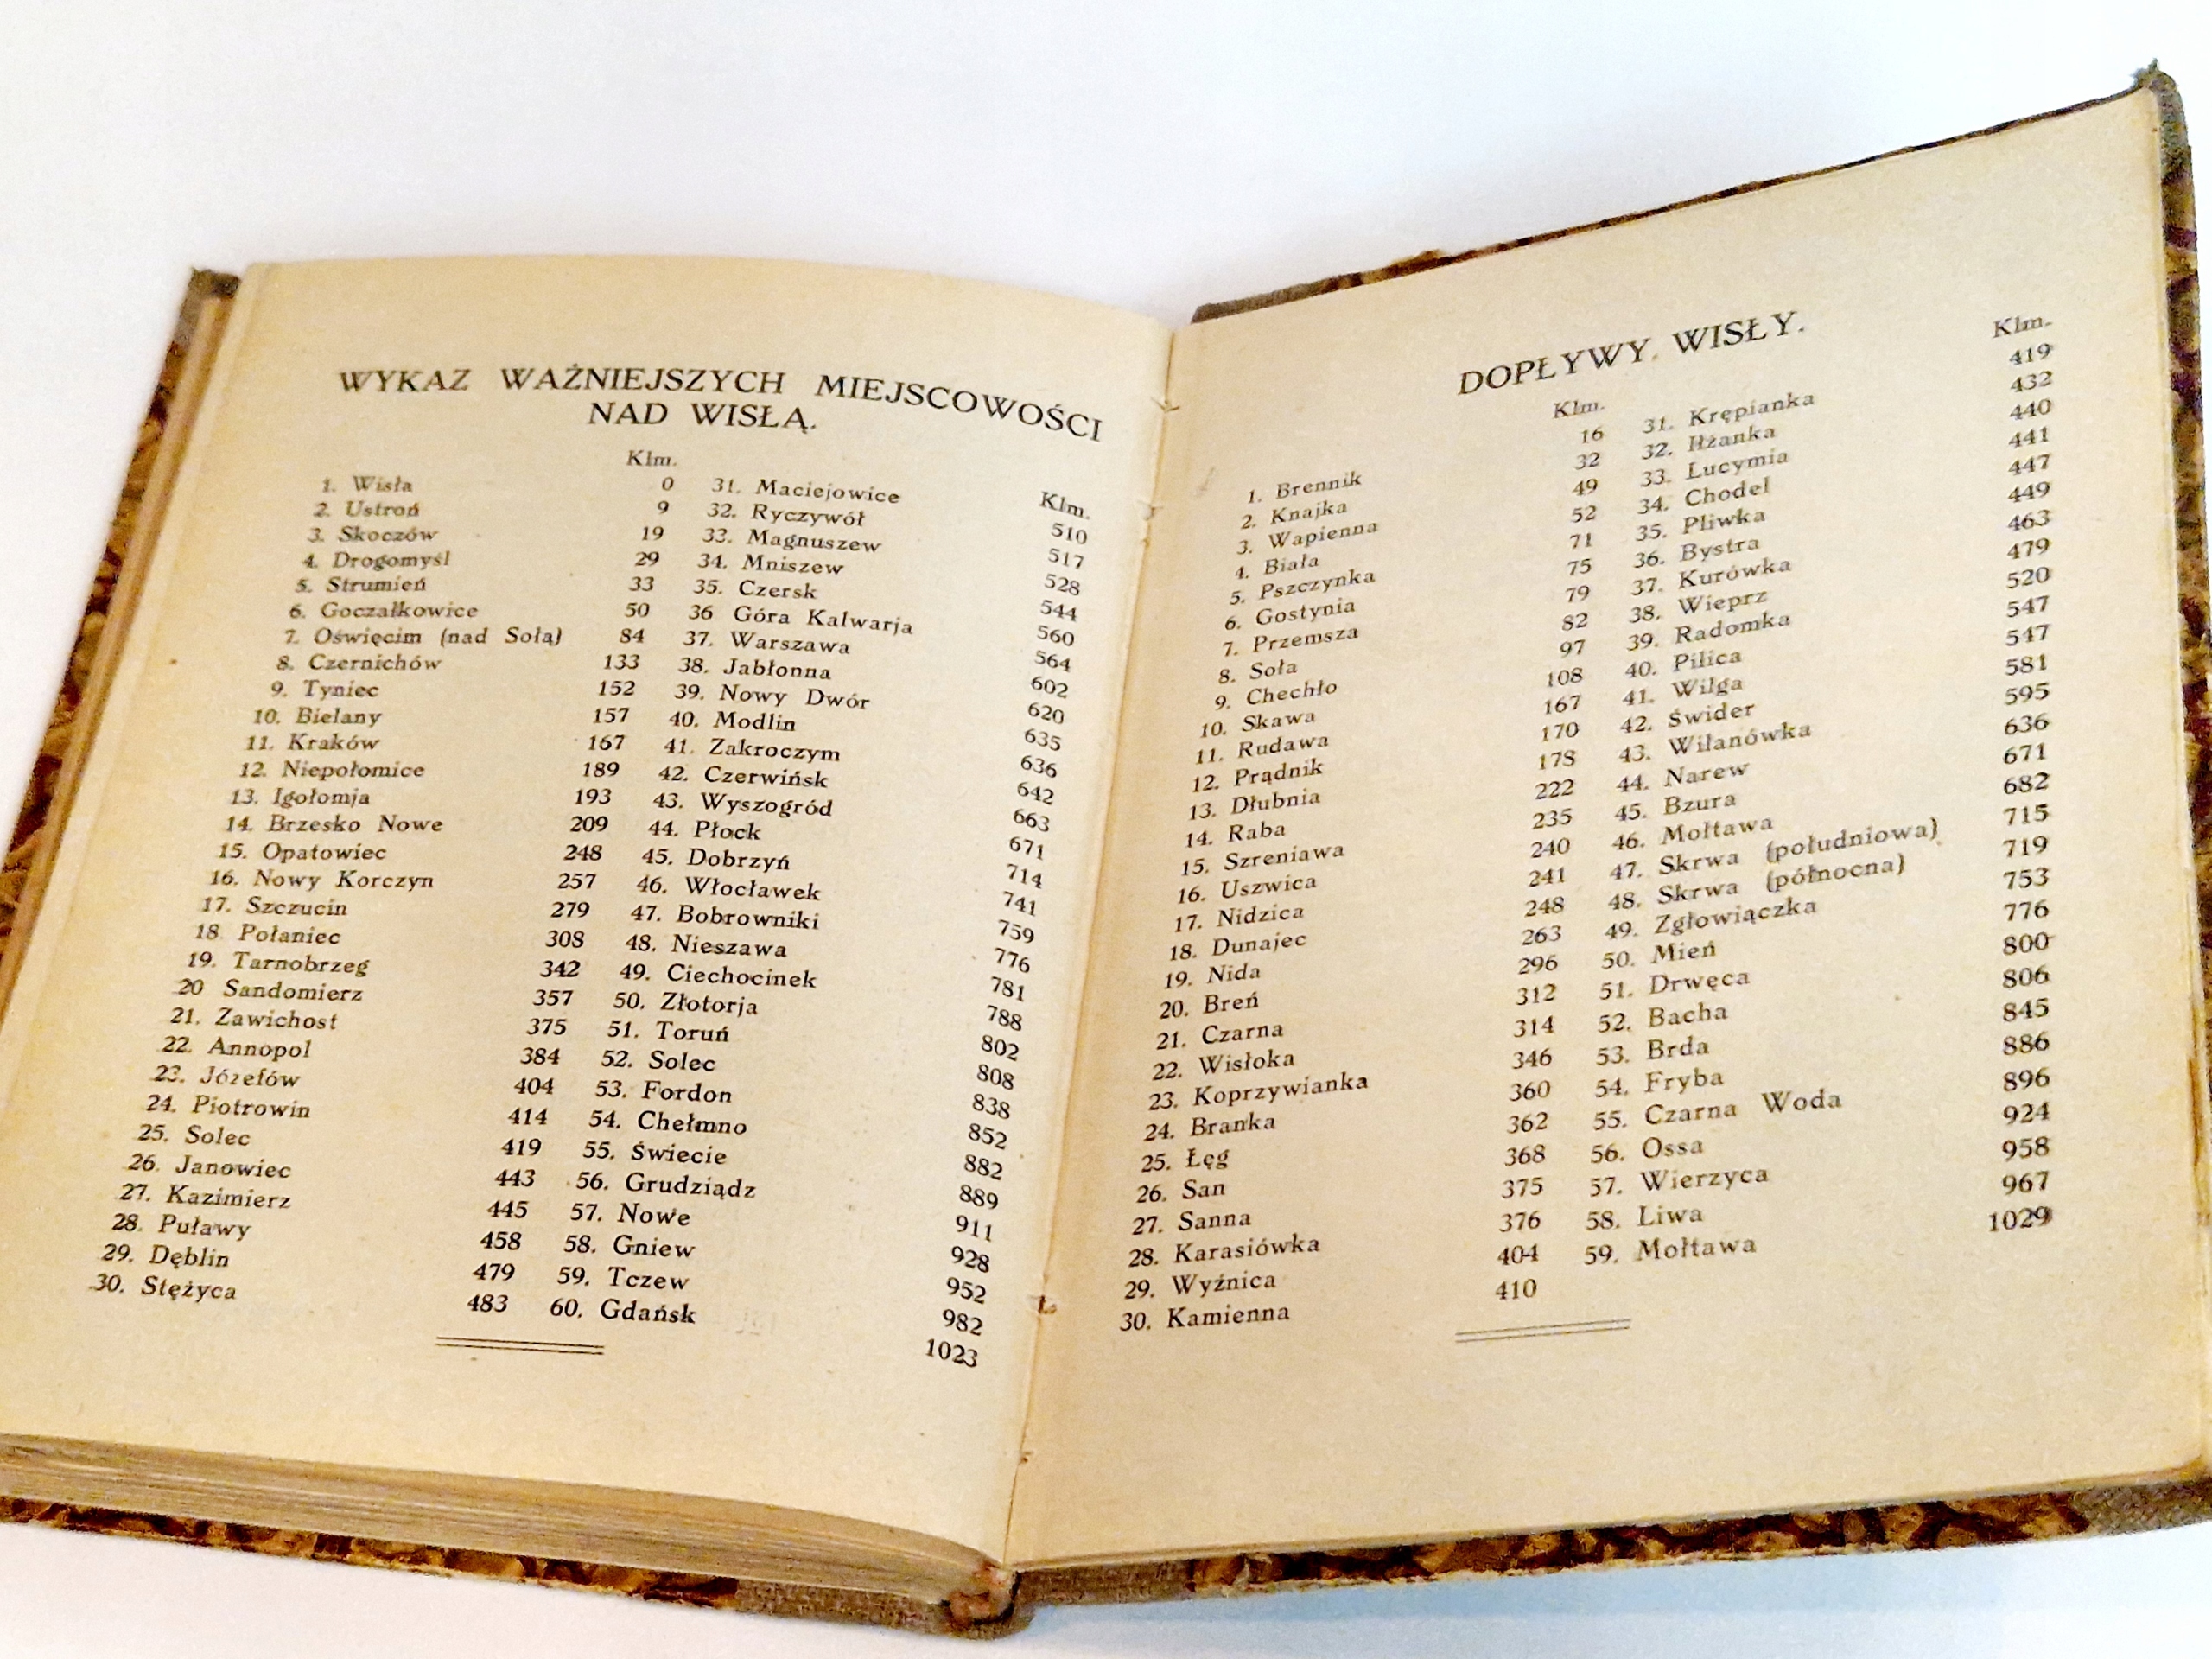 WYKAZ WAŻNIEJSZYCH MIEJSCOWOŚCI
NAD WISŁĄ.
Klm. Klm.
1. Wisła 0 31. Maciejowice 510
2. Ustroń 9 32. Ryczywół 517
3. Skoczów 19 33. Magnuszew 528
4. Drogomyśl 29 34. Mniszew 544
5. Strumień 33 35. Czersk 560
6. Goczałkowice 50 36 Góra Kalwarja 564
7. Oświęcim (nad Sołą) 84 37. Warszawa 602
8. Czernichów 133 38. Jabłonna 620
9. Tyniec 152 39. Nowy Dwór 635
10. Bielany 157 40. Modlin 636
11. Kraków 167 41. Zakroczym 642
12. Niepołomice 189 42. Czerwińsk 663
13. Igołomja 193 43. Wyszogród 671
14. Brzesko Nowe 209 44. Płock 714
15. Opatowiec 248 45. Dobrzyń 741
16. Nowy Korczyn 257 46. Włocławek 759
17. Szczucin 279 47. Bobrowniki 776
18. Połaniec 308 48. Nieszawa 781
19. Tarnobrzeg 342 49. Ciechocinek 788
20 Sandomierz 357 50. Złotorja 802
21. Zawichost 375 51. Toruń 808
22. Annopol 384 52. Solec 838
23. Józefów 404 53. Fordon 852
24. Piotrowin 414 54. Chełmno 882
25. Solec 419 55. Świecie 889
26. Janowiec 443 56. Grudziądz 911
27. Kazimierz 445 57. Nowe 928
28. Puławy 458 58. Gniew 952
29. Dęblin 479 59. Tczew 982
30. Stężyca 483 60. Gdańsk 1023
DOPŁYWY WISŁY.
Klm. Klm.
1. Brennik 16 31. Krępianka 419
2. Knajka 32 32. Iłżanka 432
3. Wapienna 49 33. Lucymia 440
4. Biała 52 34. Chodel 441
5. Pszczynka 71 35. Pliwka 447
6. Gostynia 75 36. Bystra 449
7. Przemsza 79 37. Kurówka 463
8. Soła 82 38. Wieprz 479
9. Chechło 97 39. Radomka 520
10. Skawa 108 40. Pilica 547
11. Rudawa 167 41. Wilga 547
12. Prądnik 170 42. Świder 581
13. Dłubnia 178 43. Wilanówka 595
14. Raba 222 44. Narew 636
15. Szreniawa 235 45. Bzura 671
16. Uszwica 240 46. Mołtawa 682
17. Nidzica 241 47. Skrwa (południowa) 715
18. Dunajec 248 48. Skrwa (północna) 719
19. Nida 263 49. Zgłowiączka 753
20. Breń 296 50. Mień 776
21. Czarna 312 51. Drwęca 800
22. Wisłoka 314 52. Bacha 806
23. Koprzywianka 346 53. Brda 845
24. Branka 360 54. Fryba 886
25. Łęg 362 55. Czarna Woda 896
26. San 368 56. Ossa 924
27. Sanna 375 57. Wierzyca 958
28. Karasiówka 376 58. Liwa 967
29. Wyźnica 404 59. Mołtawa 1029
30. Kamienna 410